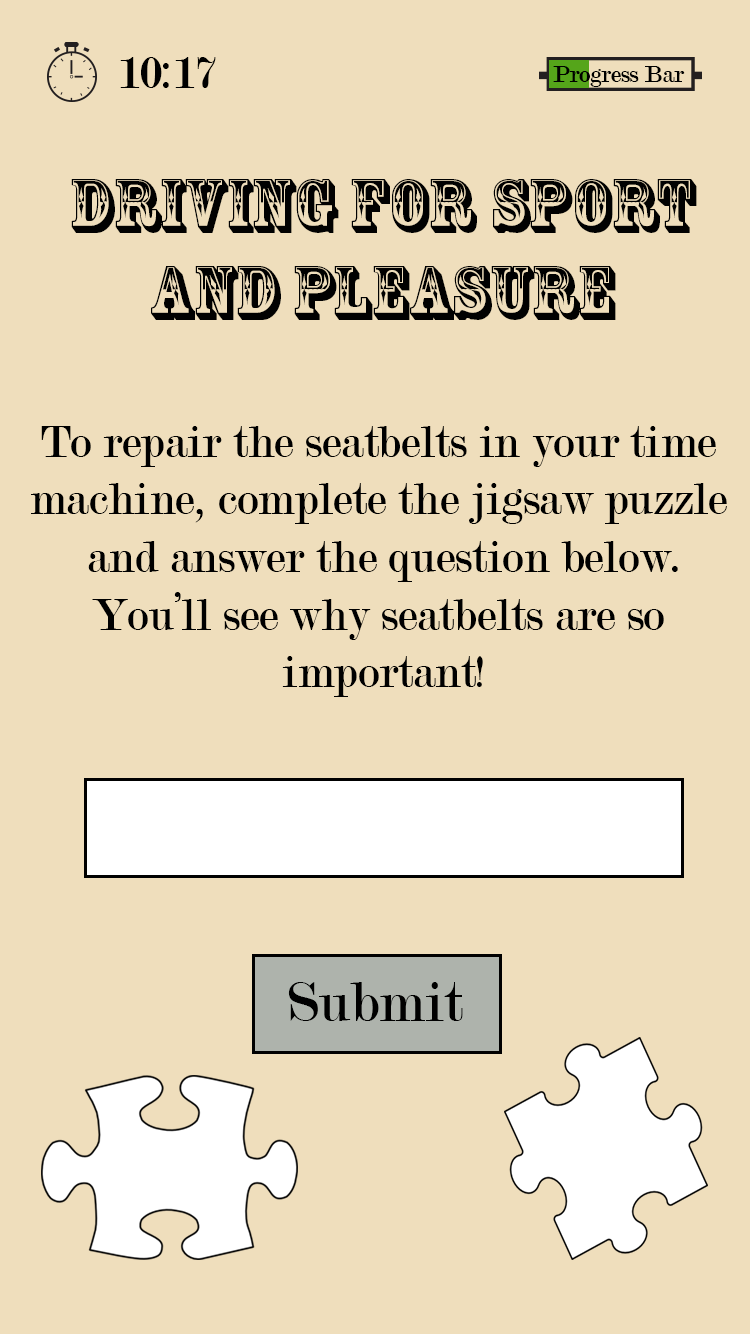 10:17
Progress Bar
DRIVING FOR SPORT
AND PLEASURE
To repair the seatbelts in your time
machine, complete the jigsaw puzzle
and answer the question below.
You'll see why seatbelts are so
important!
Submit